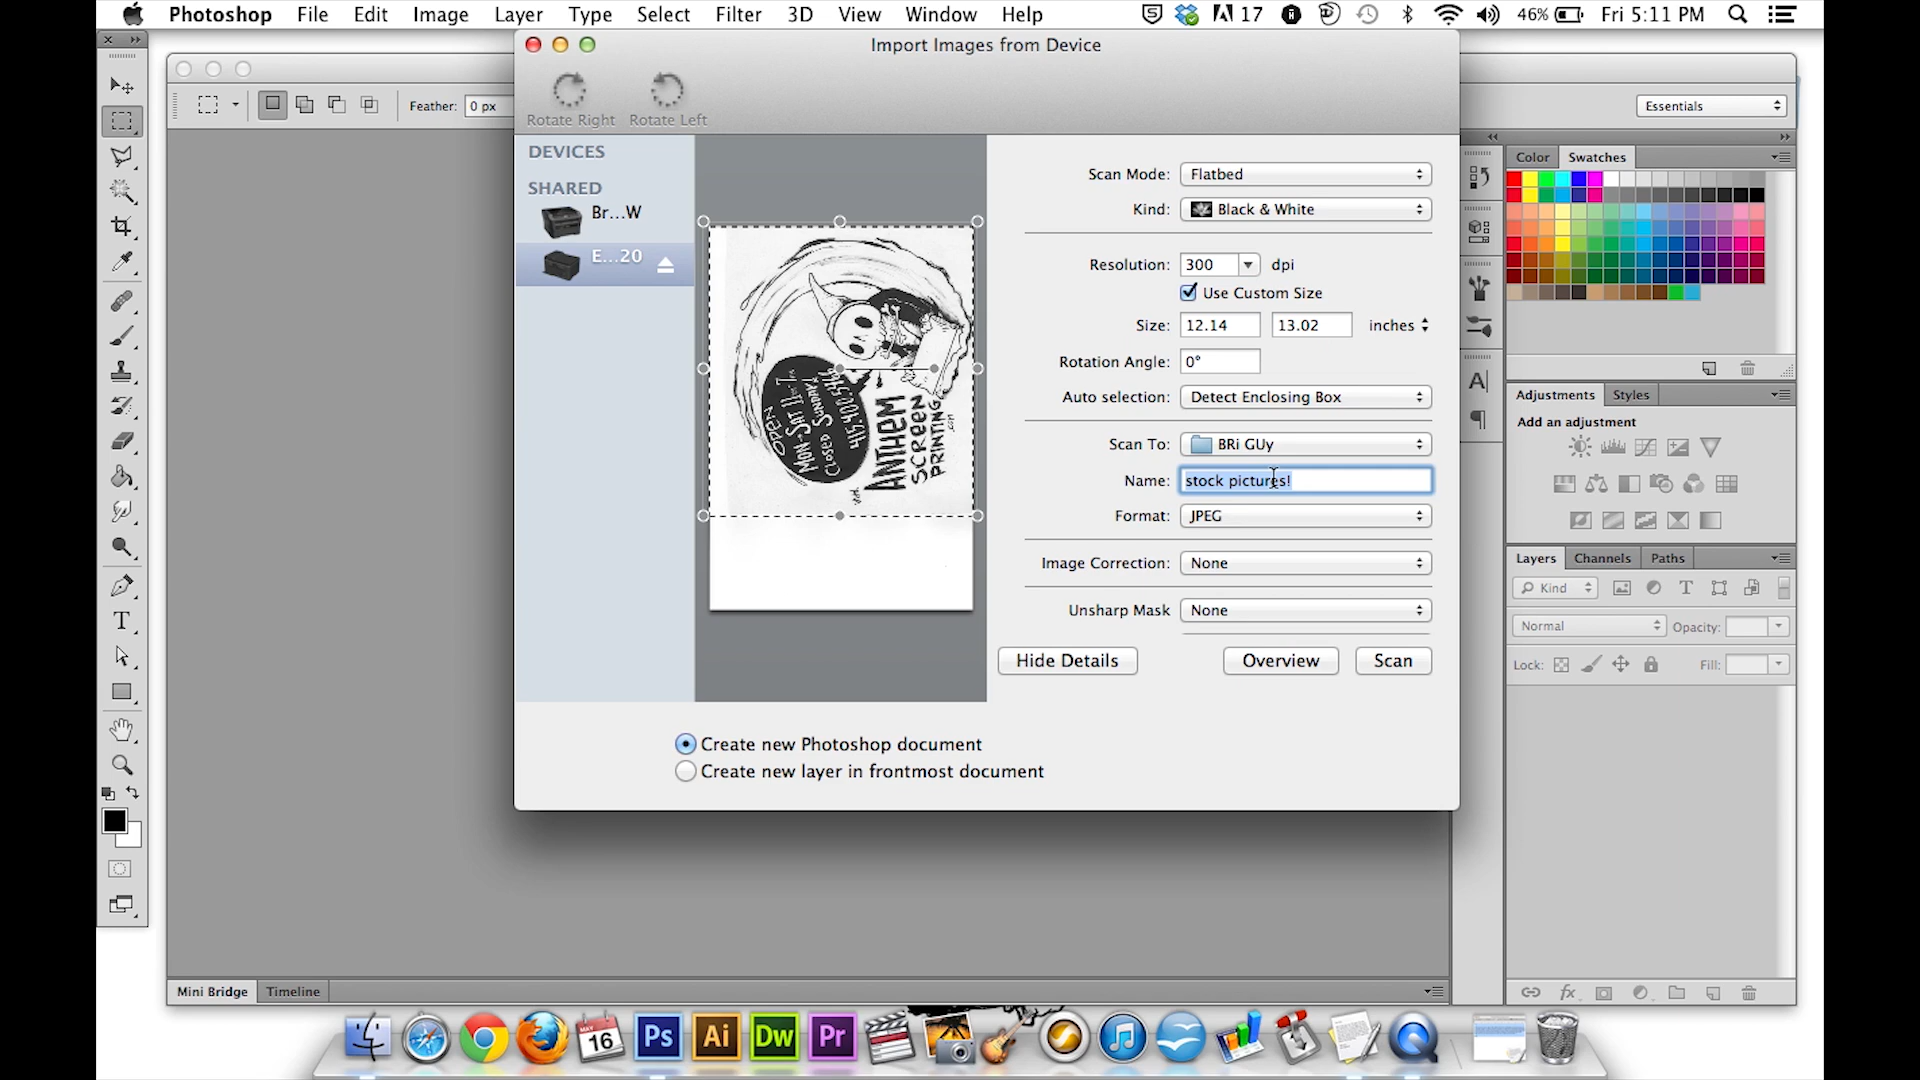 Photoshop File Edit Image Layer Type Select Filter 3D View Window Help 17 46% Fri 5:11 PM
Import Images from Device
Rotate Right Rotate Left
Feather: 0 px
Essentials
DEVICES
SHARED
Br...W
E...20
OPEN
MON-SAT 11am-7pm
CLOSED SUNDAY!
ANTHEM
SCREEN
PRINTING
.com
Scan Mode: Flatbed
Kind: Black & White
Resolution: 300 dpi
Use Custom Size
Size: 12.14 13.02 inches
Rotation Angle: 0°
Auto selection: Detect Enclosing Box
Scan To: BRi GUy
Name: stock pictures!
Format: JPEG
Image Correction: None
Unsharp Mask None
Hide Details Overview Scan
Create new Photoshop document
Create new layer in frontmost document
Color Swatches
Adjustments Styles
Add an adjustment
Layers Channels Paths
Kind
Normal Opacity:
Lock: Fill:
Mini Bridge Timeline
MAY
16
Ps Ai Dw Pr